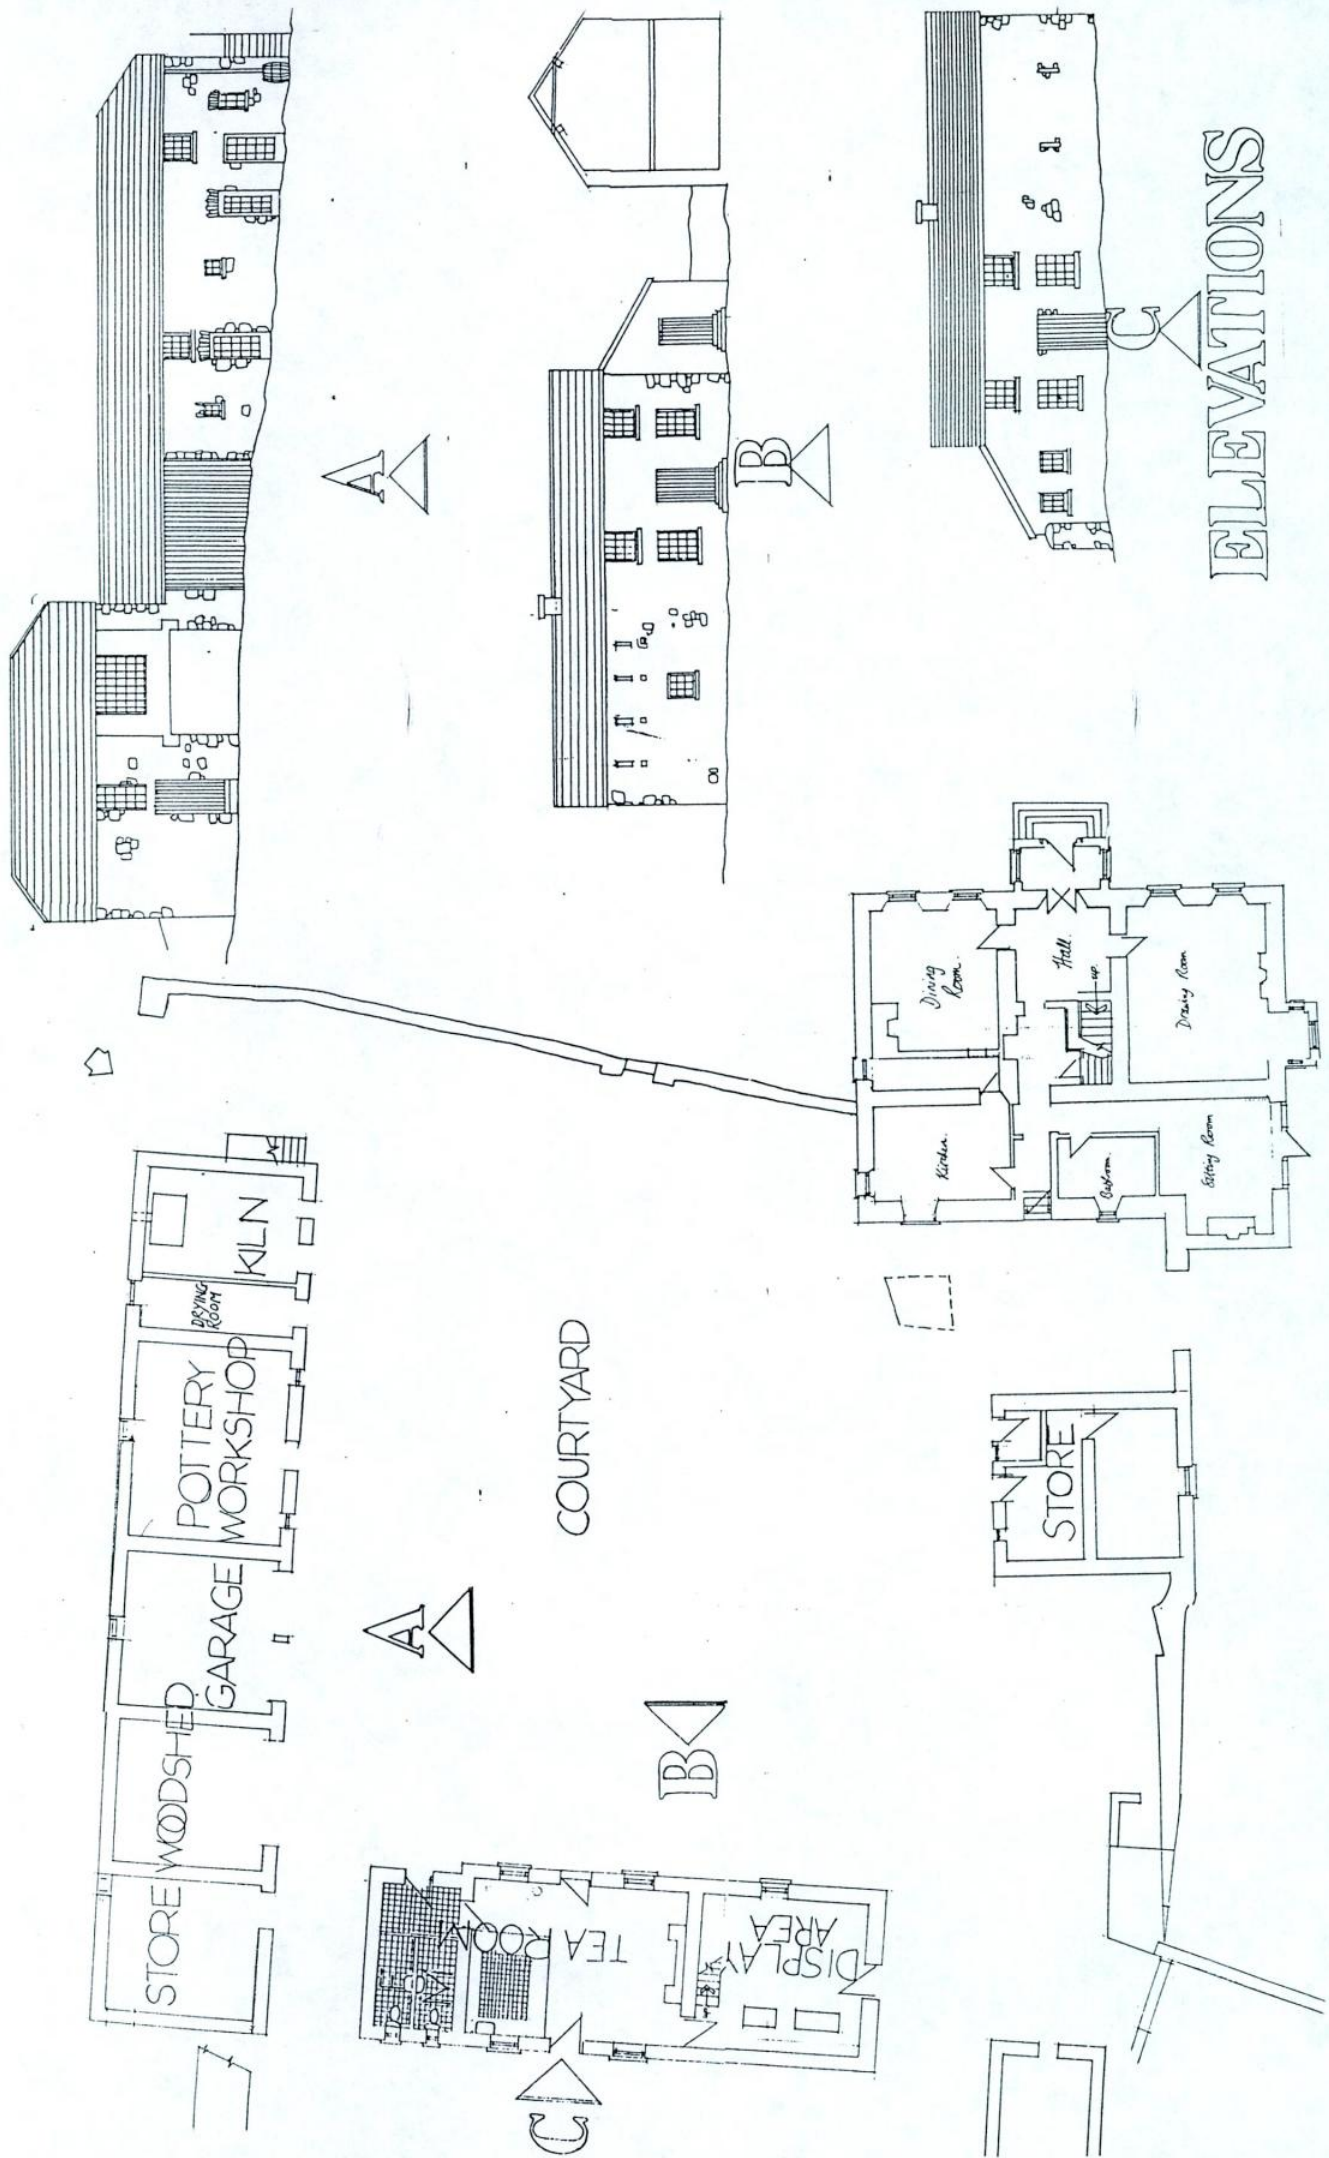 A
B
C
ELEVATIONS
STORE
WOODSHED
GARAGE
POTTERY
WORKSHOP
DRYING
ROOM
KILN
A
COURTYARD
B
C
TEA
ROOM
M
DISPLAY
AREA
STORE
Kitchen.
Dining
Room.
Hall.
up
Drawing Room
Sitting Room